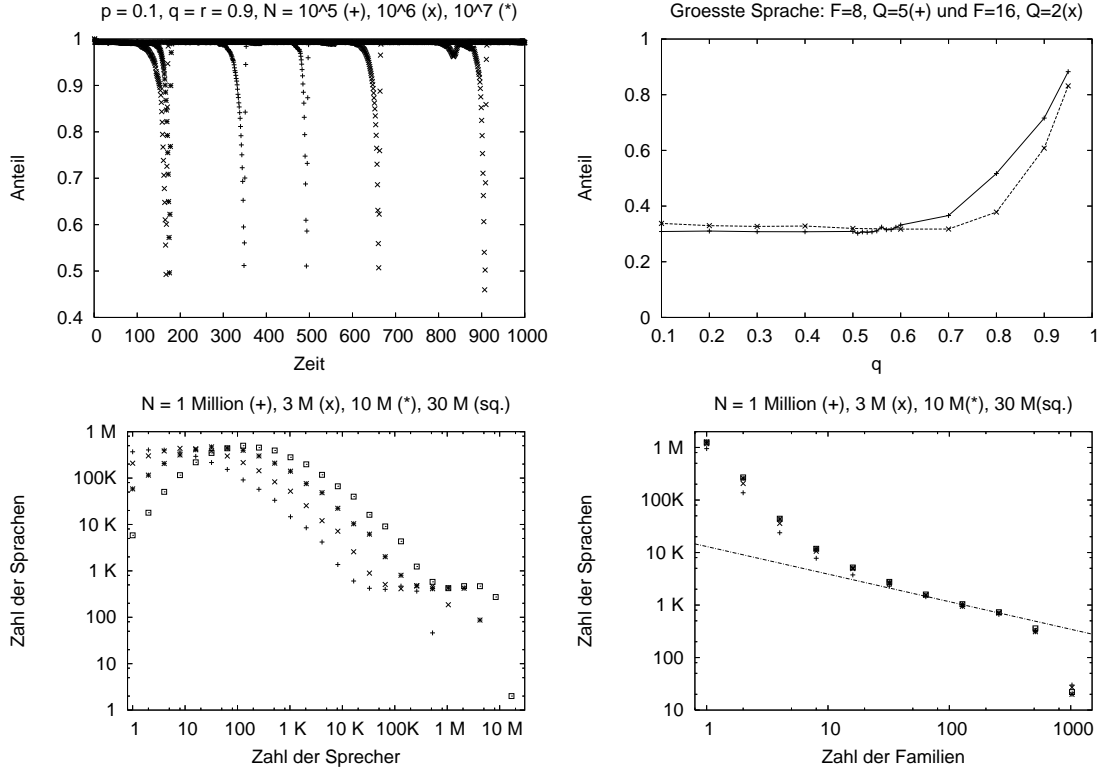 p = 0.1, q = r = 0.9, N = 10^5 (+), 10^6 (x), 10^7 (*)
1
0.9
0.8
0.7
0.6
0.5
0.4
Anteil
0 100 200 300 400 500 600 700 800 900 1000
Zeit
Groesste Sprache: F=8, Q=5(+) und F=16, Q=2(x)
1
0.8
0.6
0.4
0.2
0
Anteil
0.1 0.2 0.3 0.4 0.5 0.6 0.7 0.8 0.9 1
q
N = 1 Million (+), 3 M (x), 10 M (*), 30 M (sq.)
1 M
100K
10 K
1 K
100
10
1
Zahl der Sprachen
1 10 100 1 K 10 K 100K 1 M 10 M
Zahl der Sprecher
N = 1 Million (+), 3 M (x), 10 M(*), 30 M(sq.)
1 M
100K
10 K
1 K
100
10
Zahl der Sprachen
1 10 100 1000
Zahl der Familien